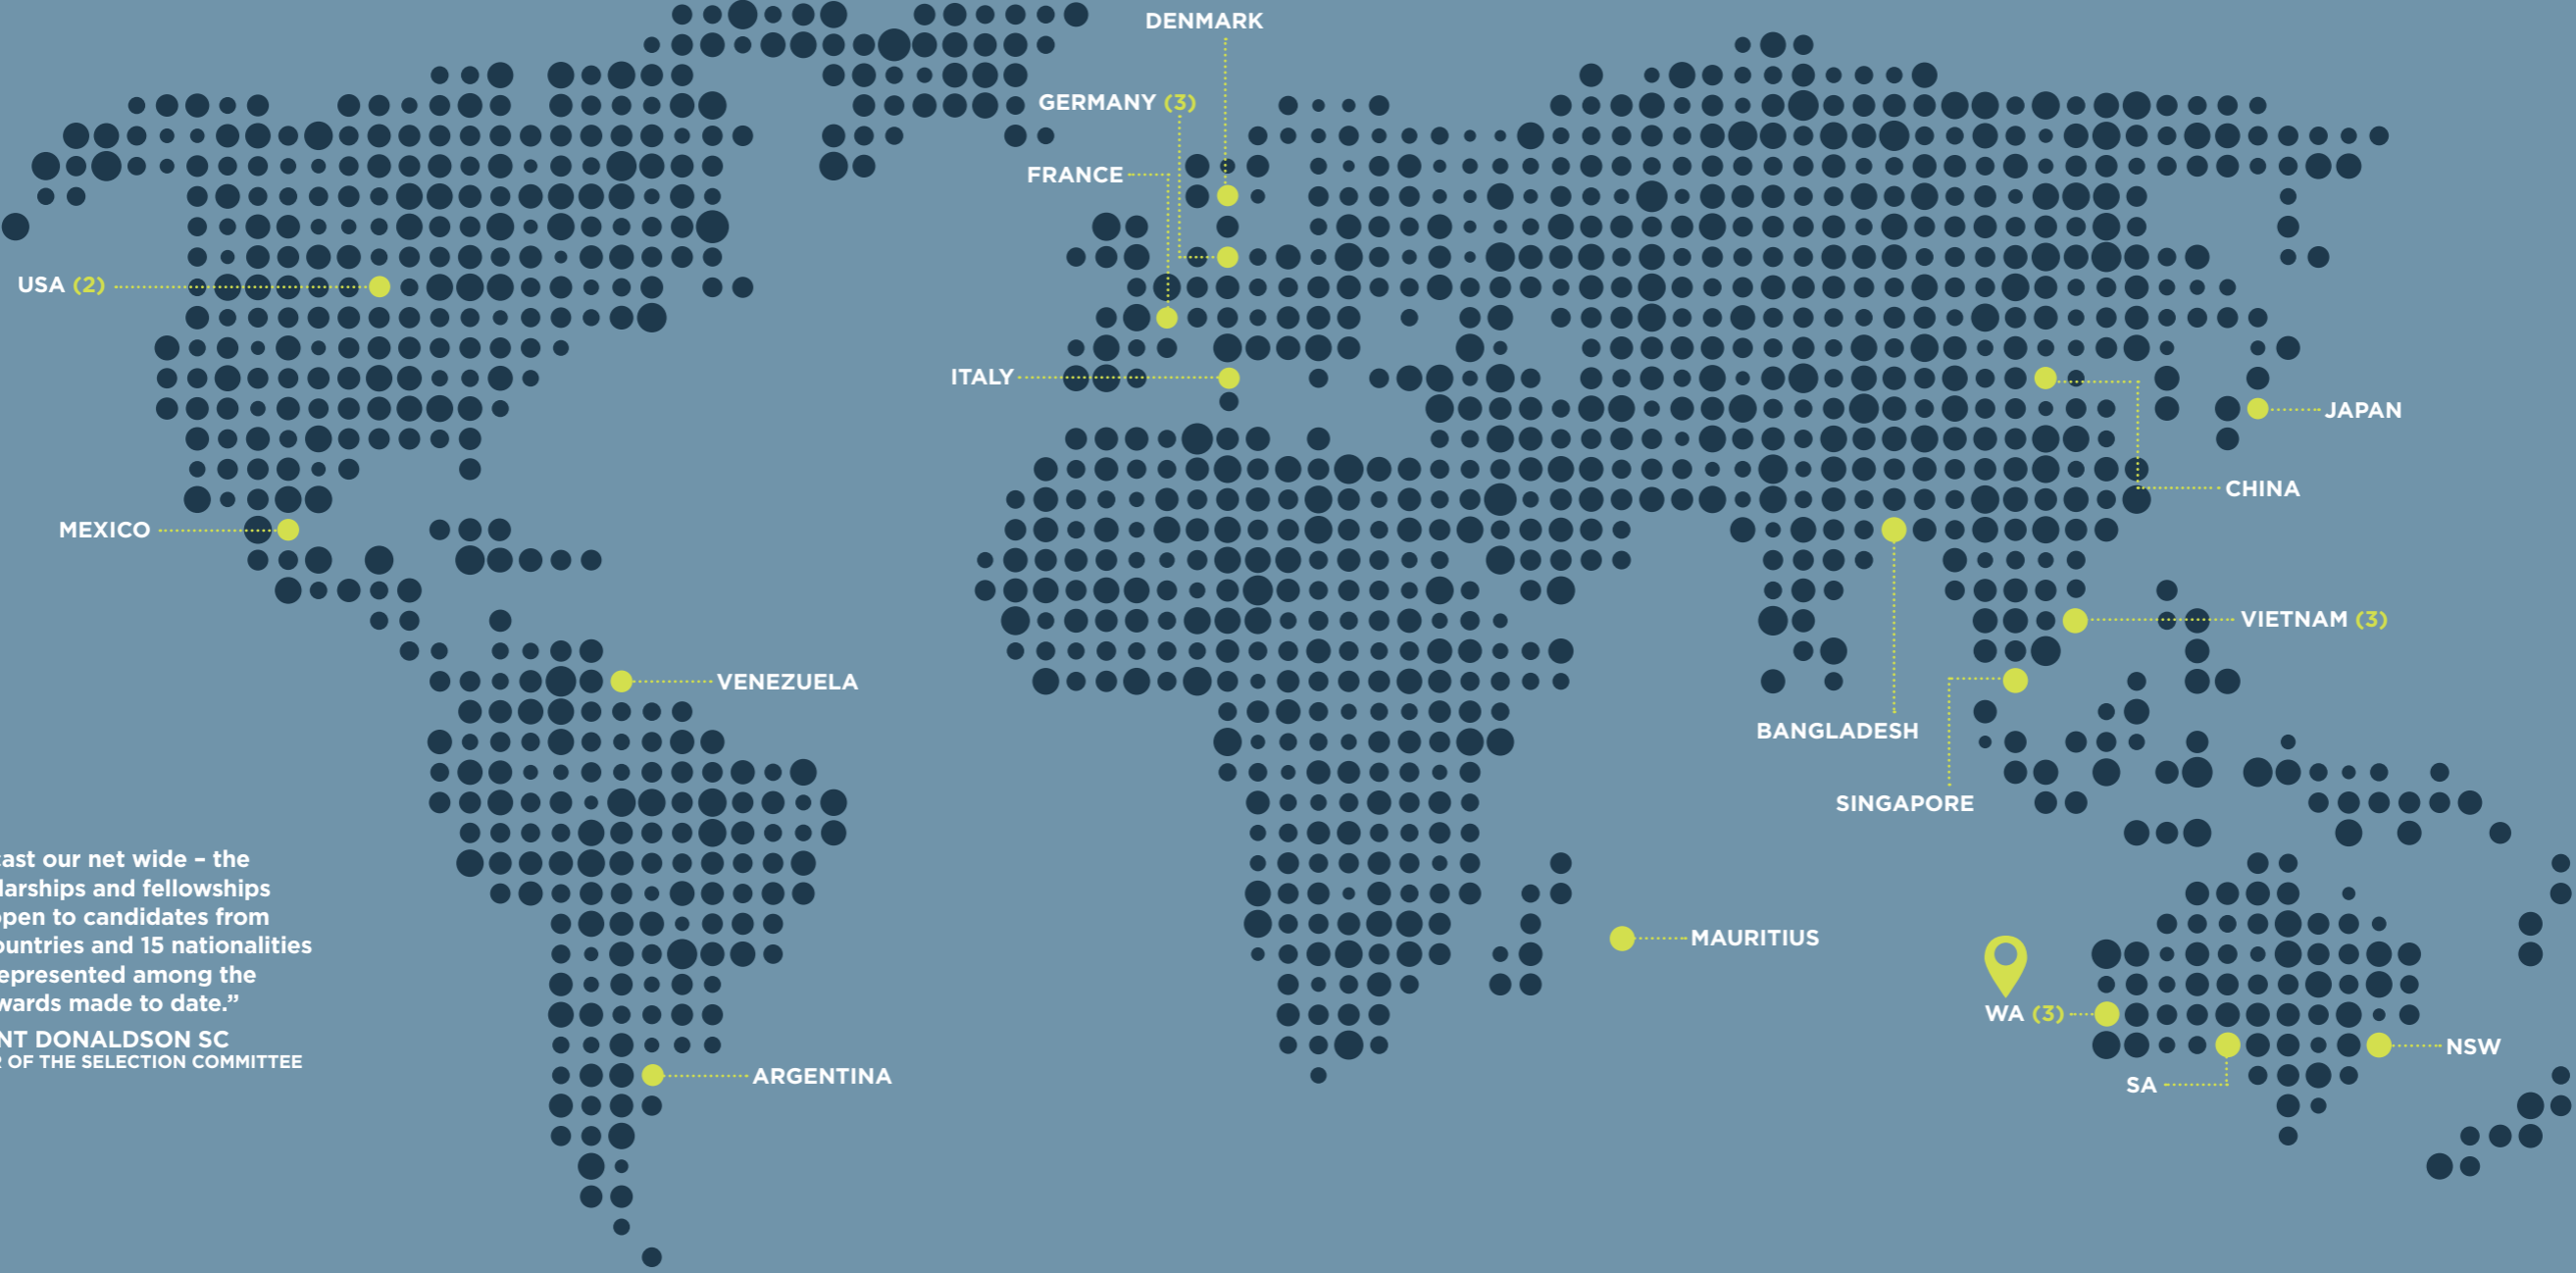 DENMARK
GERMANY (3)
FRANCE
USA (2)
ITALY
JAPAN
CHINA
MEXICO
VIETNAM (3)
VENEZUELA
BANGLADESH
SINGAPORE
cast our net wide – the
larships and fellowships
pen to candidates from
ountries and 15 nationalities
epresented among the
wards made to date.”
NT DONALDSON SC
R OF THE SELECTION COMMITTEE
MAURITIUS
WA (3)
NSW
SA
ARGENTINA